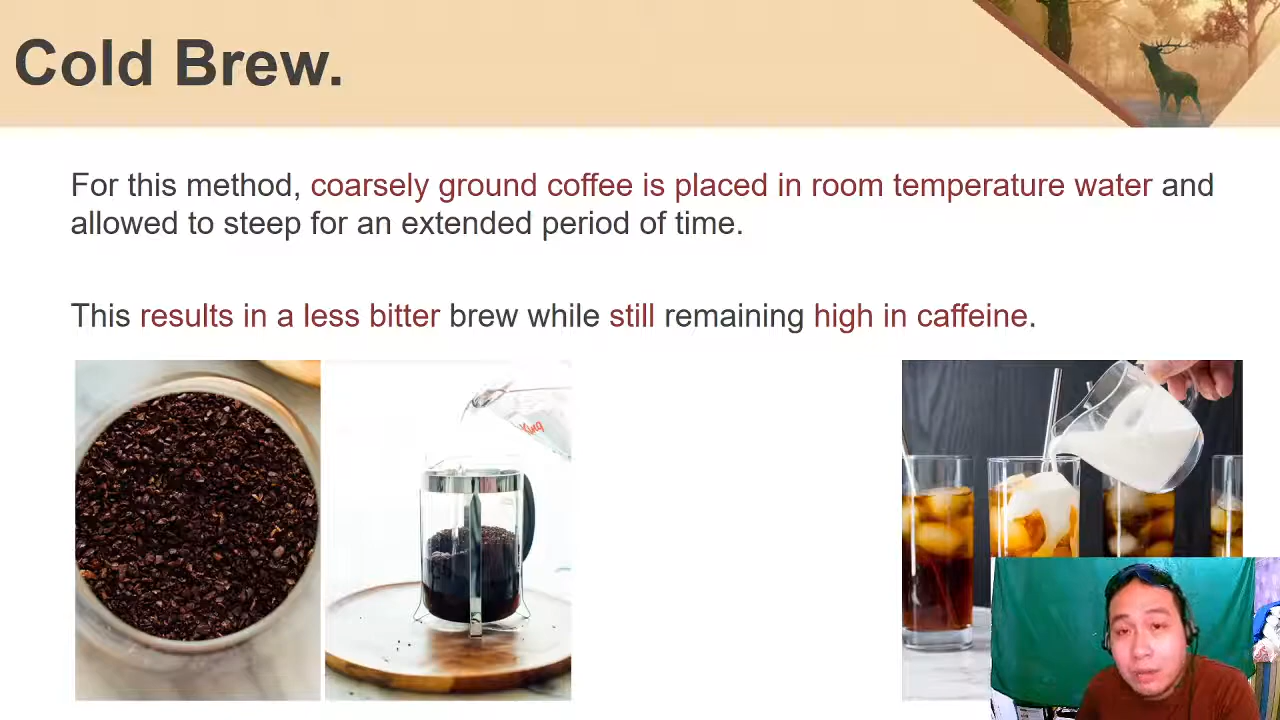 Cold Brew.
For this method, coarsely ground coffee is placed in room temperature water and
allowed to steep for an extended period of time.
This results in a less bitter brew while still remaining high in caffeine.
King